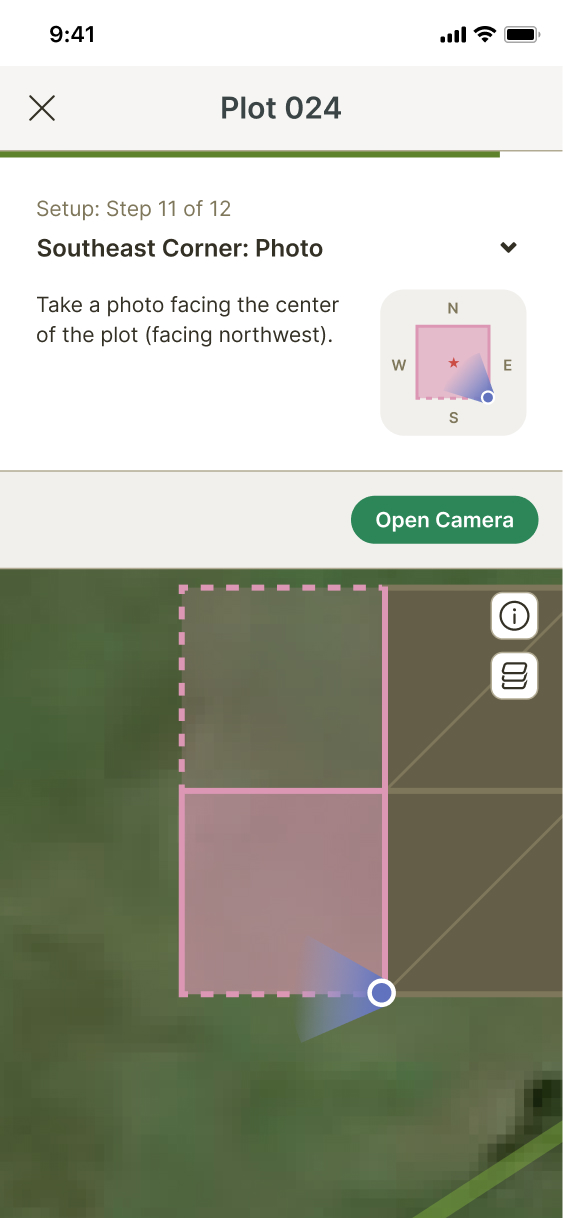 9:41
Plot 024
Setup: Step 11 of 12
Southeast Corner: Photo
Take a photo facing the center
of the plot (facing northwest).
N
W
E
S
Open Camera